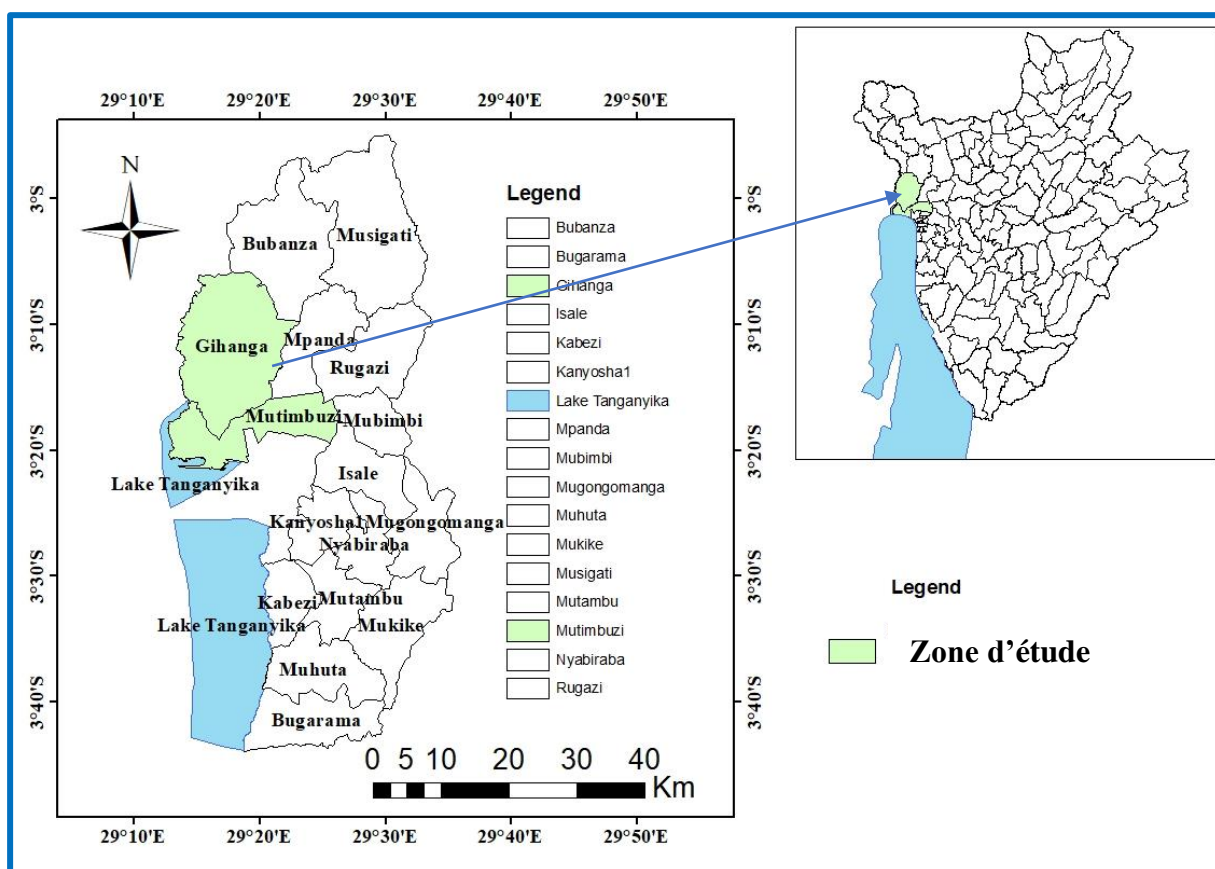 29°10'E 29°20'E 29°30'E 29°40'E 29°50'E
N
3°S
3°10'S
3°20'S
3°30'S
3°40'S
Bubanza
Musigati
Gihanga
Mpanda
Rugazi
Mutimbuzi
Mubimbi
Isale
Lake Tanganyika
Kanyosha1
Mugongomanga
Nyabiraba
Kabezi
Mutambu
Lake Tanganyika
Mukike
Muhuta
Bugarama
Legend
Bubanza
Bugarama
Gihanga
Isale
Kabezi
Kanyosha1
Lake Tanganyika
Mpanda
Mubimbi
Mugongomanga
Muhuta
Mukike
Musigati
Mutambu
Mutimbuzi
Nyabiraba
Rugazi
0 5 10 20 30 40
Km
3°S
3°10'S
3°20'S
3°30'S
3°40'S
29°10'E 29°20'E 29°30'E 29°40'E 29°50'E
Legend
Zone d'étude